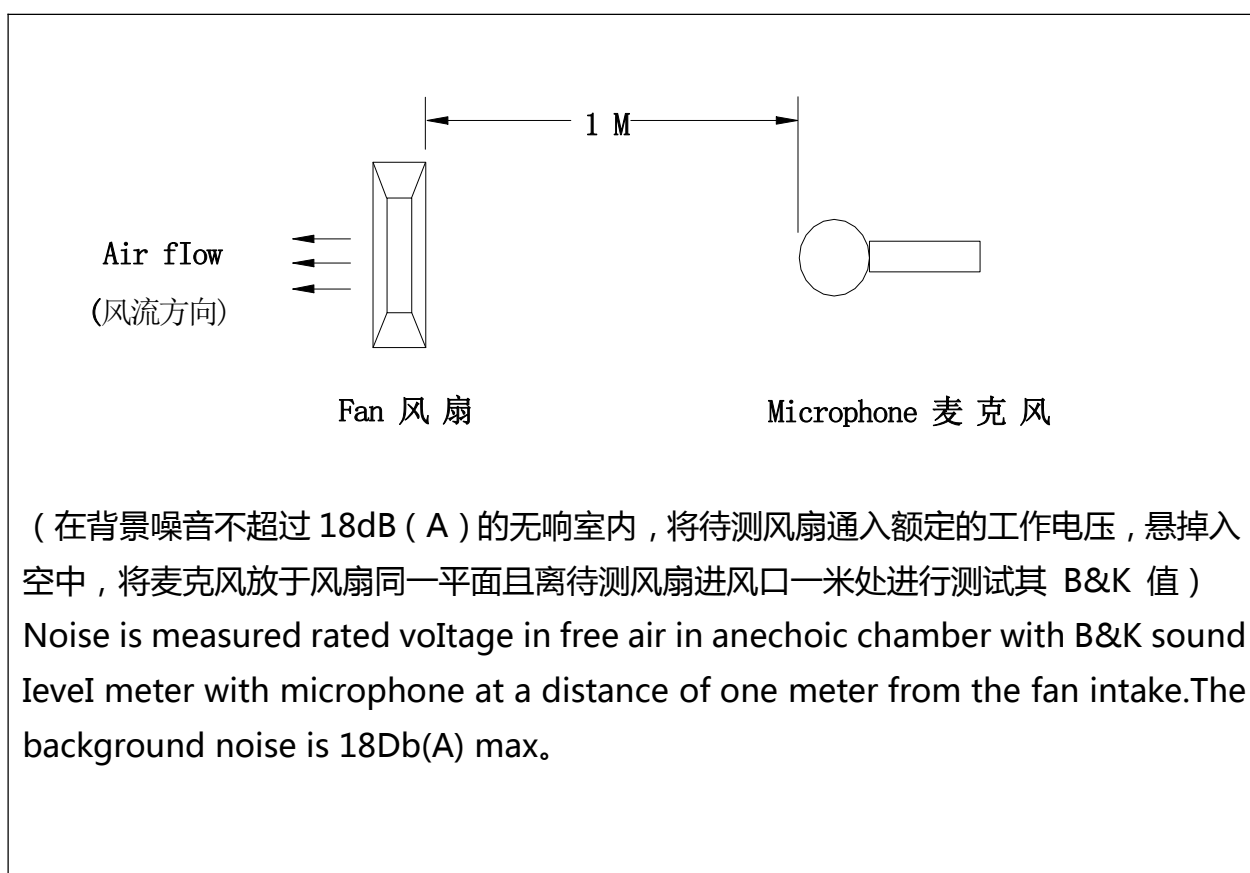 1 M
Air fIow
(风流方向)
Fan 风 扇
Microphone 麦 克 风
（在背景噪音不超过 18dB（A）的无响室内，将待测风扇通入额定的工作电压，悬掉入
空中，将麦克风放于风扇同一平面且离待测风扇进风口一米处进行测试其 B&K 值）
Noise is measured rated voItage in free air in anechoic chamber with B&K sound
IeveI meter with microphone at a distance of one meter from the fan intake.The
background noise is 18Db(A) max。